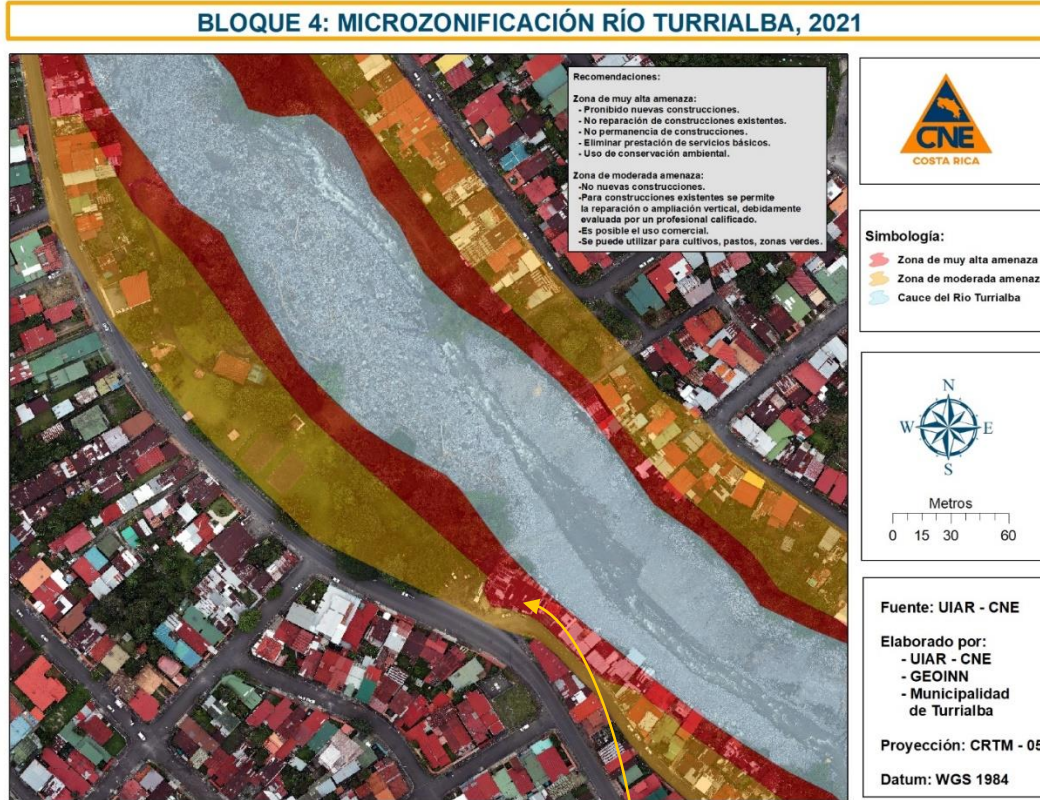 BLOQUE 4: MICROZONIFICACIÓN RÍO TURRIALBA, 2021
Recomendaciones:
Zona de muy alta amenaza:
- Prohibido nuevas construcciones.
- No reparación de construcciones existentes.
- No permanencia de construcciones.
- Eliminar prestación de servicios básicos.
- Uso de conservación ambiental.
Zona de moderada amenaza:
-No nuevas construcciones.
-Para construcciones existentes se permite
la reparación o ampliación vertical, debidamente
evaluada por un profesional calificado.
-Es posible el uso comercial.
-Se puede utilizar para cultivos, pastos, zonas verdes.
CNE
COSTA RICA
Simbología:
Zona de muy alta amenaza
Zona de moderada amenaz
Cauce del Río Turrialba
N
W E
S
Metros
0 15 30 60
Fuente: UIAR - CNE
Elaborado por:
- UIAR - CNE
- GEOINN
- Municipalidad
de Turrialba
Proyección: CRTM - 05
Datum: WGS 1984